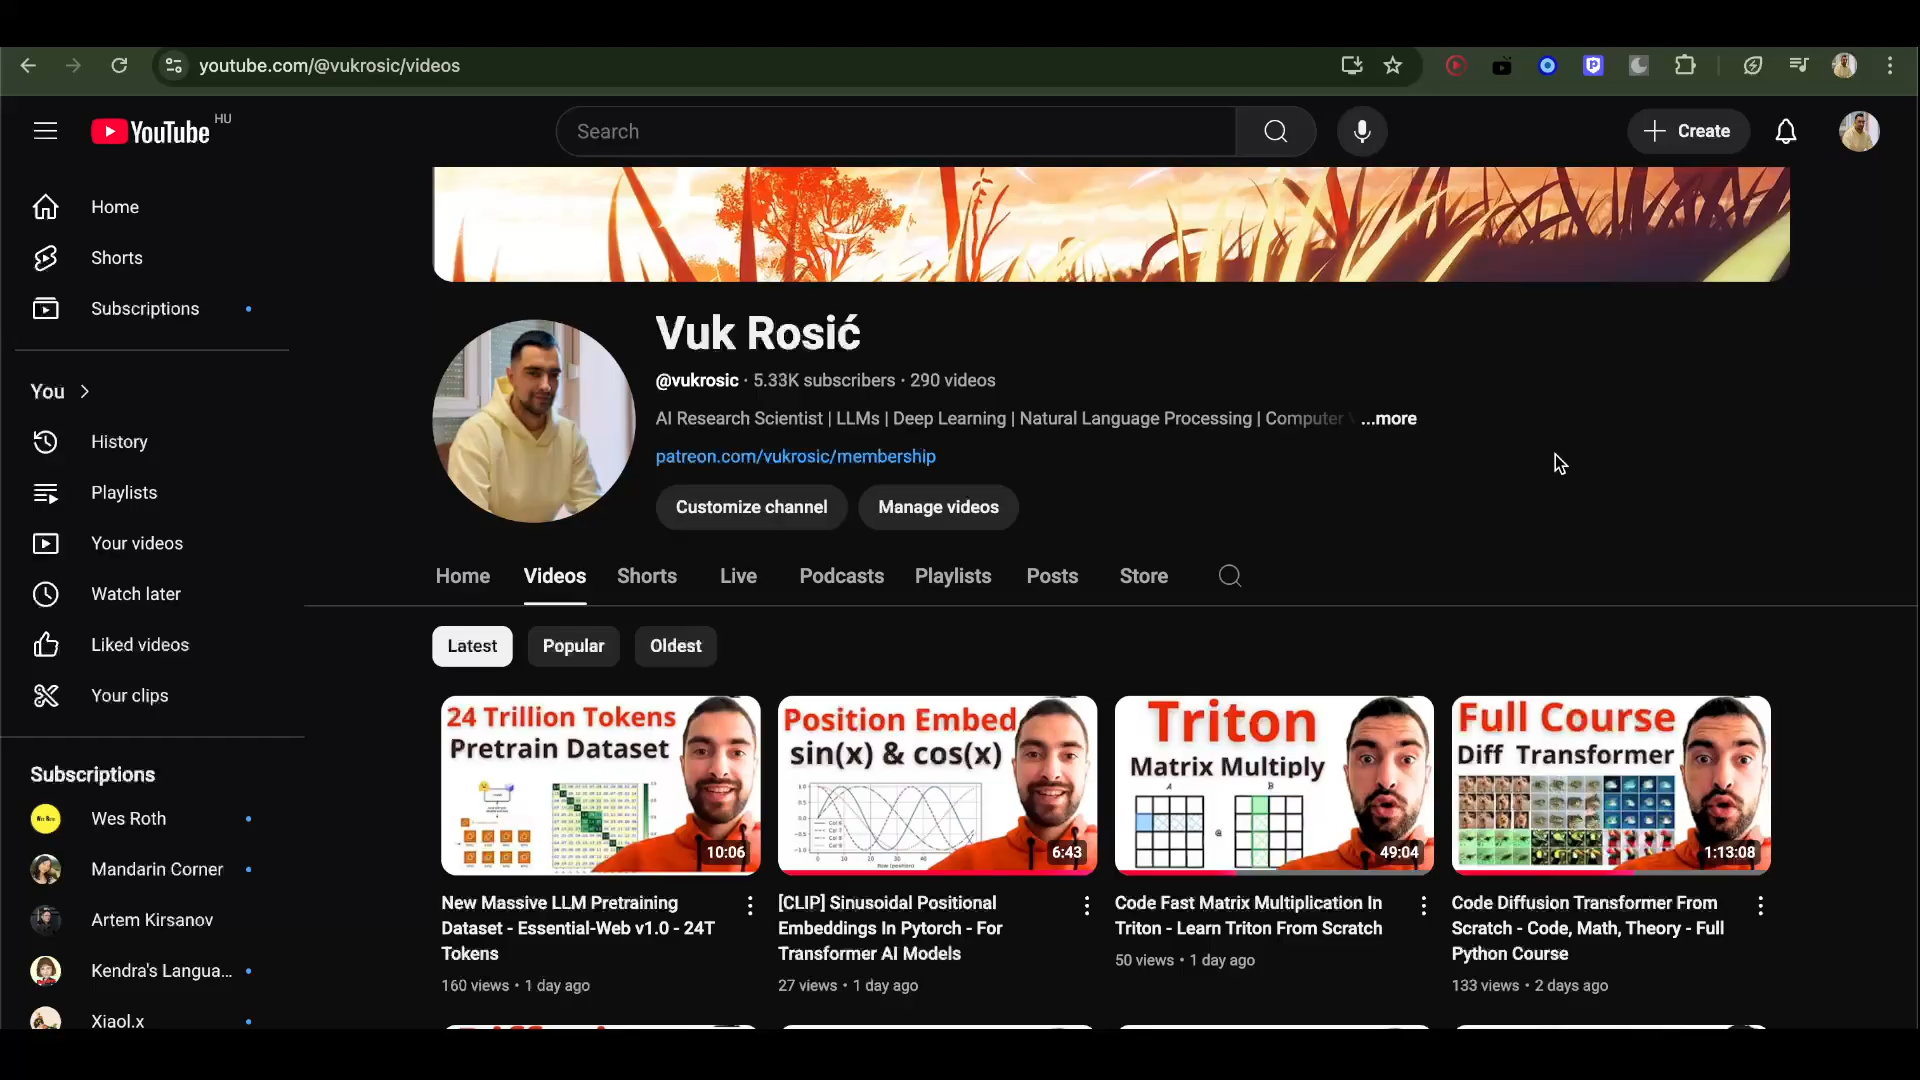 youtube.com/@vukrosic/videos
YouTube HU
Search
Create
Home
Shorts
Subscriptions
You
History
Playlists
Your videos
Watch later
Liked videos
Your clips
Subscriptions
Wes Roth
Mandarin Corner
Artem Kirsanov
Kendra's Langua...
Xiaol.x
Vuk Rosić
@vukrosic · 5.33K subscribers · 290 videos
AI Research Scientist | LLMs | Deep Learning | Natural Language Processing | Computer ...more
patreon.com/vukrosic/membership
Customize channel Manage videos
Home Videos Shorts Live Podcasts Playlists Posts Store
Latest Popular Oldest
24 Trillion Tokens
Pretrain Dataset
10:06
New Massive LLM Pretraining
Dataset - Essential-Web v1.0 - 24T
Tokens
160 views • 1 day ago
Position Embed
sin(x) & cos(x)
6:43
[CLIP] Sinusoidal Positional
Embeddings In Pytorch - For
Transformer AI Models
27 views • 1 day ago
Triton
Matrix Multiply
A B
@
49:04
Code Fast Matrix Multiplication In
Triton - Learn Triton From Scratch
50 views • 1 day ago
Full Course
Diff Transformer
1:13:08
Code Diffusion Transformer From
Scratch - Code, Math, Theory - Full
Python Course
133 views • 2 days ago